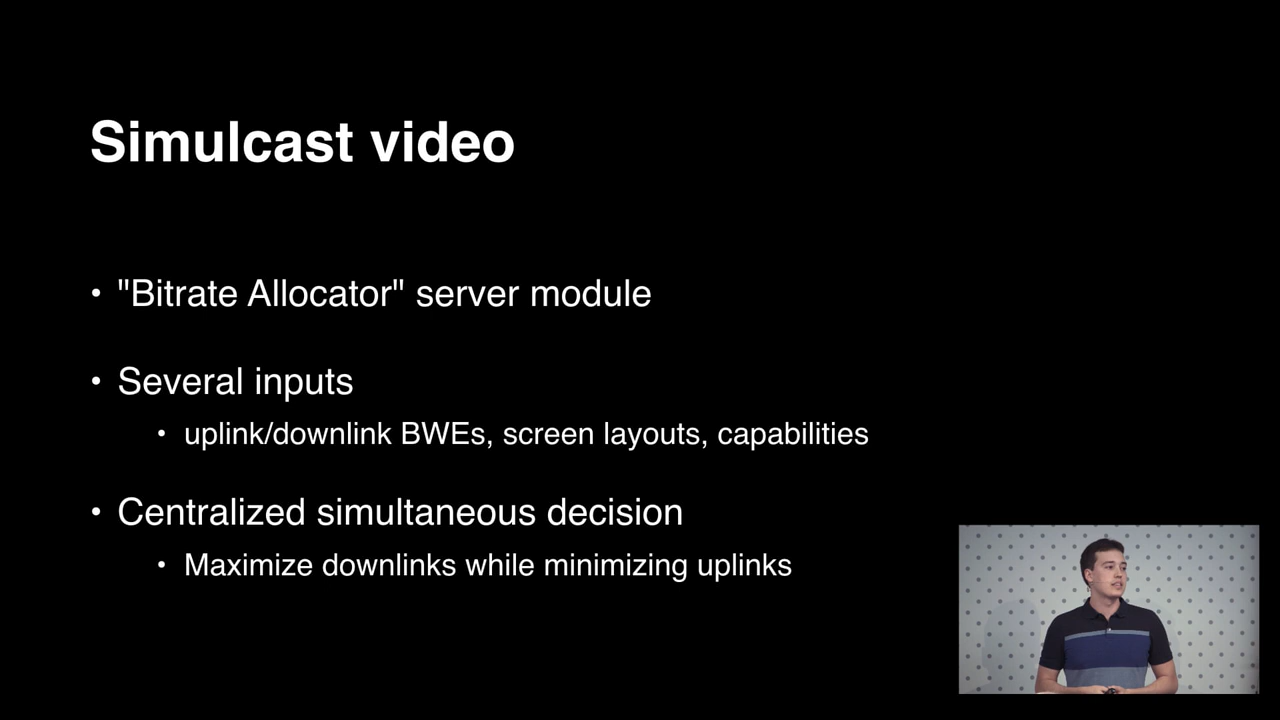 Simulcast video
• "Bitrate Allocator" server module
• Several inputs
• uplink/downlink BWEs, screen layouts, capabilities
• Centralized simultaneous decision
• Maximize downlinks while minimizing uplinks